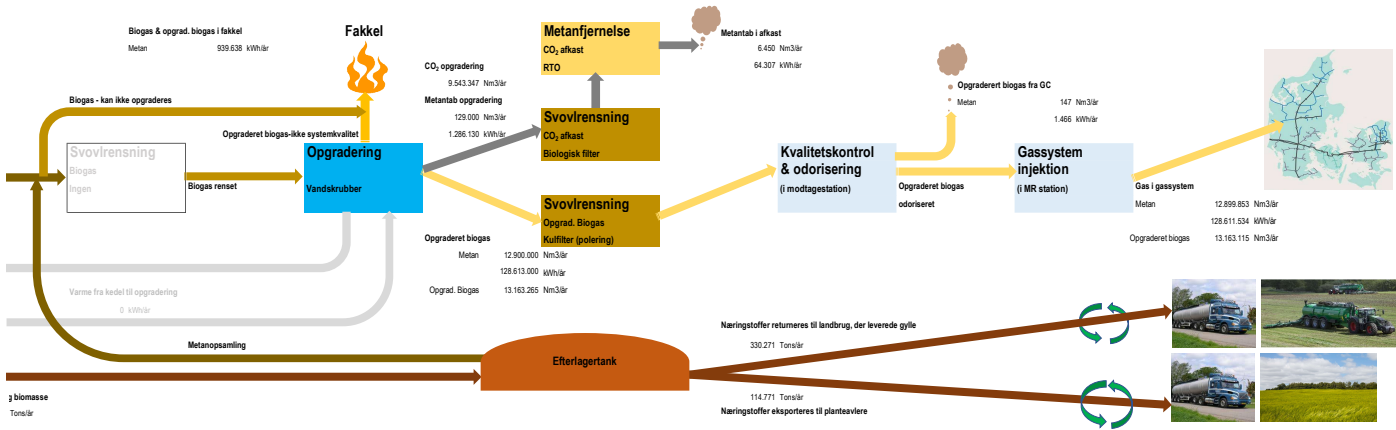 Biogas & opgrad. biogas i fakkel
Metan 939.638 kWh/år
Fakkel
Biogas - kan ikke opgraderes
Opgraderet biogas-ikke systemkvalitet
Svovlrensning
Biogas
Ingen
Biogas renset
Opgradering
Vandskrubber
CO2 opgradering
9.543.347 Nm3/år
Metantab opgradering
129.000 Nm3/år
1.286.130 kWh/år
Metanfjernelse
CO2 afkast
RTO
Metantab i afkast
6.450 Nm3/år
64.307 kWh/år
Svovlrensning
CO2 afkast
Biologisk filter
Svovlrensning
Opgrad. Biogas
Kulfilter (polering)
Opgraderet biogas
Metan 12.900.000 Nm3/år
128.613.000 kWh/år
Opgrad. Biogas 13.163.265 Nm3/år
Kvalitetskontrol
& odorisering
(i modtagestation)
Opgraderert biogas fra GC
Metan 147 Nm3/år
1.466 kWh/år
Opgraderet biogas
odoriseret
Gassystem
injektion
(i MR station)
Gas i gassystem
Metan 12.899.853 Nm3/år
128.611.534 kWh/år
Opgraderet biogas 13.163.115 Nm3/år
Varme fra kedel til opgradering
0 kWh/år
Metanopsamling
Efterlagertank
g biomasse
Tons/år
Næringstoffer returneres til landbrug, der leverede gylle
330.271 Tons/år
114.771 Tons/år
Næringstoffer eksporteres til planteavlere